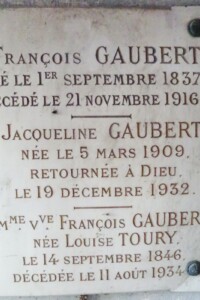 FRANÇOIS GAUBERT
É LE 1ER SEPTEMBRE 1837
DÉCÉDÉ LE 21 NOVEMBRE 1916
JACQUELINE GAUBERT
NÉE LE 5 MARS 1909.
RETOURNÉE À DIEU.
LE 19 DÉCEMBRE 1932.
MME VVE FRANÇOIS GAUBER
NÉE LOUISE TOURY.
LE 14 SEPTEMBRE 1846.
DÉCÉDÉE LE 11 AOÛT 1934